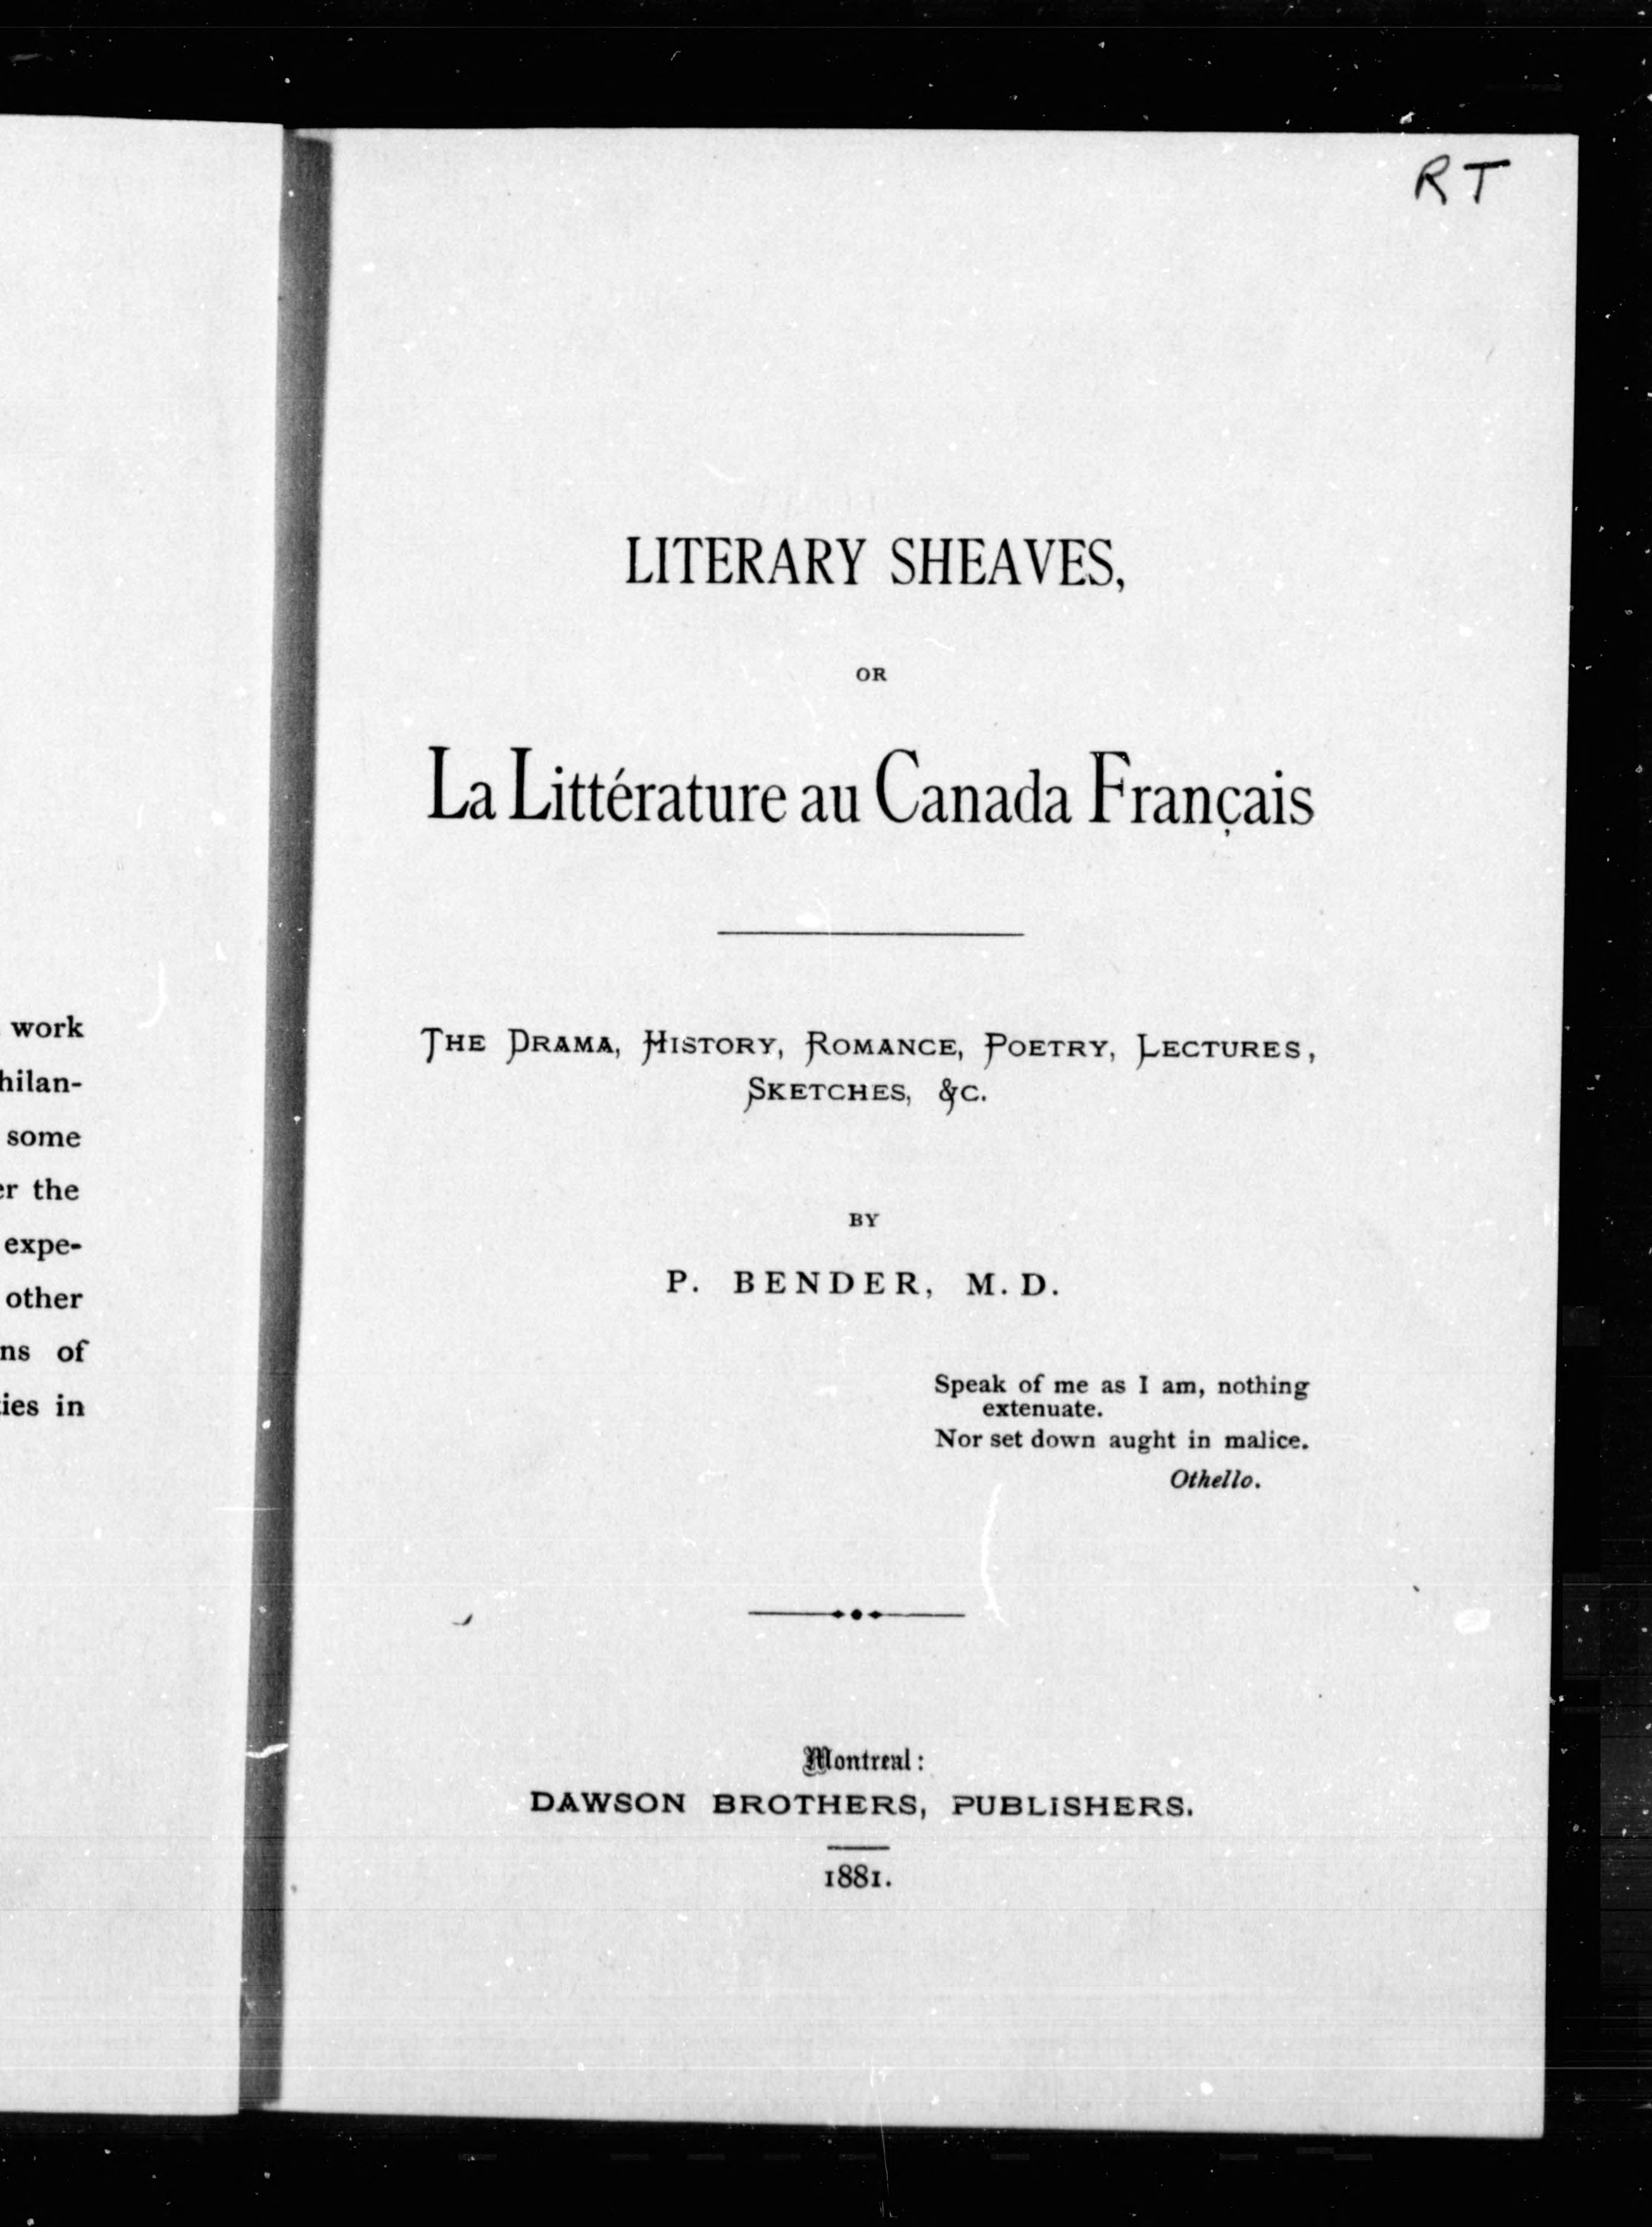 work
hilan-
some
er the
expe-
other
ns of
ties in
RT
LITERARY SHEAVES,
OR
La Littérature au Canada Français
THE DRAMA, HISTORY, ROMANCE, POETRY, LECTURES,
SKETCHES, &C.
BY
P. BENDER, M.D.
Speak of me as I am, nothing
extenuate.
Nor set down aught in malice.
Othello.
Montreal:
DAWSON BROTHERS, PUBLISHERS.
1881.